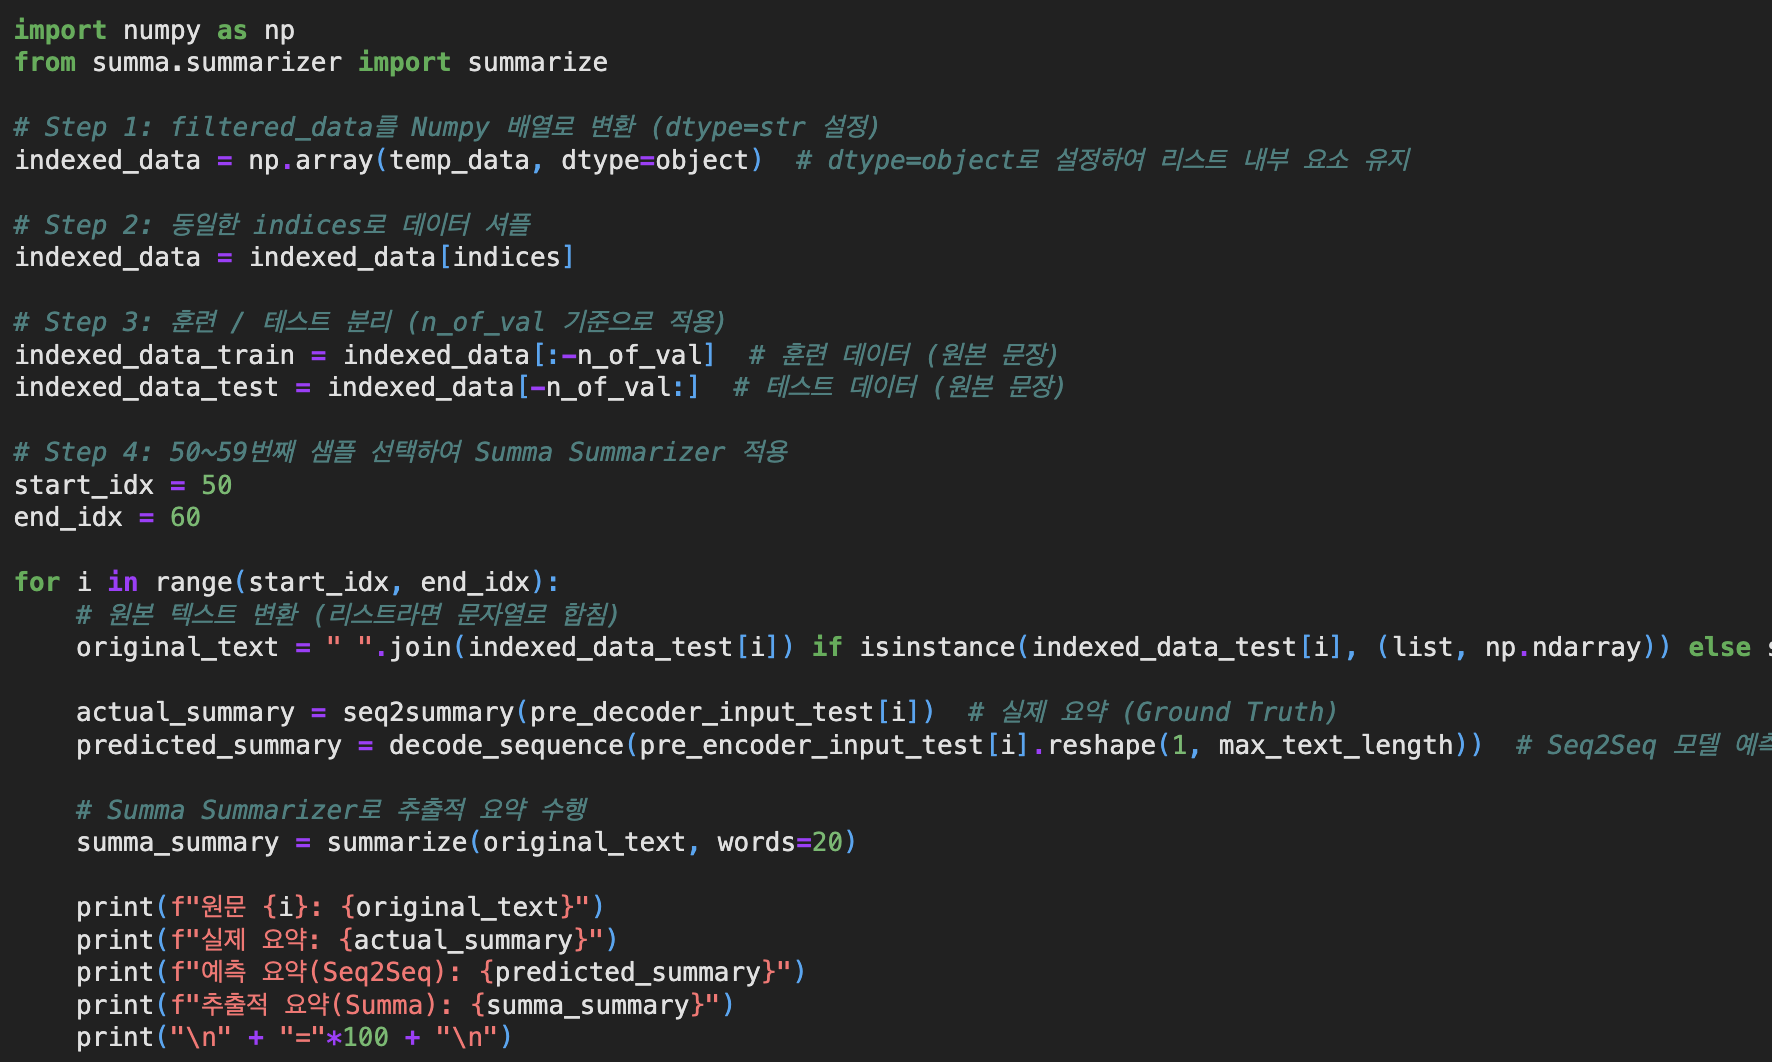 import numpy as np
from summa.summarizer import summarize
# Step 1: filtered_data를 Numpy 배열로 변환 (dtype=str 설정)
indexed_data = np.array(temp_data, dtype=object)  # dtype=object로 설정하여 리스트 내부 요소 유지
# Step 2: 동일한 indices로 데이터 셔플
indexed_data = indexed_data[indices]
# Step 3: 훈련 / 테스트 분리 (n_of_val 기준으로 적용)
indexed_data_train = indexed_data[:-n_of_val]  # 훈련 데이터 (원본 문장)
indexed_data_test = indexed_data[-n_of_val:]  # 테스트 데이터 (원본 문장)
# Step 4: 50~59번째 샘플 선택하여 Summa Summarizer 적용
start_idx = 50
end_idx = 60
for i in range(start_idx, end_idx):
    # 원본 텍스트 변환 (리스트라면 문자열로 합침)
    original_text = " ".join(indexed_data_test[i]) if isinstance(indexed_data_test[i], (list, np.ndarray)) else
    actual_summary = seq2summary(pre_decoder_input_test[i])  # 실제 요약 (Ground Truth)
    predicted_summary = decode_sequence(pre_encoder_input_test[i].reshape(1, max_text_length))  # Seq2Seq 모델 예측
    # Summa Summarizer로 추출적 요약 수행
    summa_summary = summarize(original_text, words=20)
    print(f"원문 {i}: {original_text}")
    print(f"실제 요약: {actual_summary}")
    print(f"예측 요약(Seq2Seq): {predicted_summary}")
    print(f"추출적 요약(Summa): {summa_summary}")
    print("\n" + "="*100 + "\n")